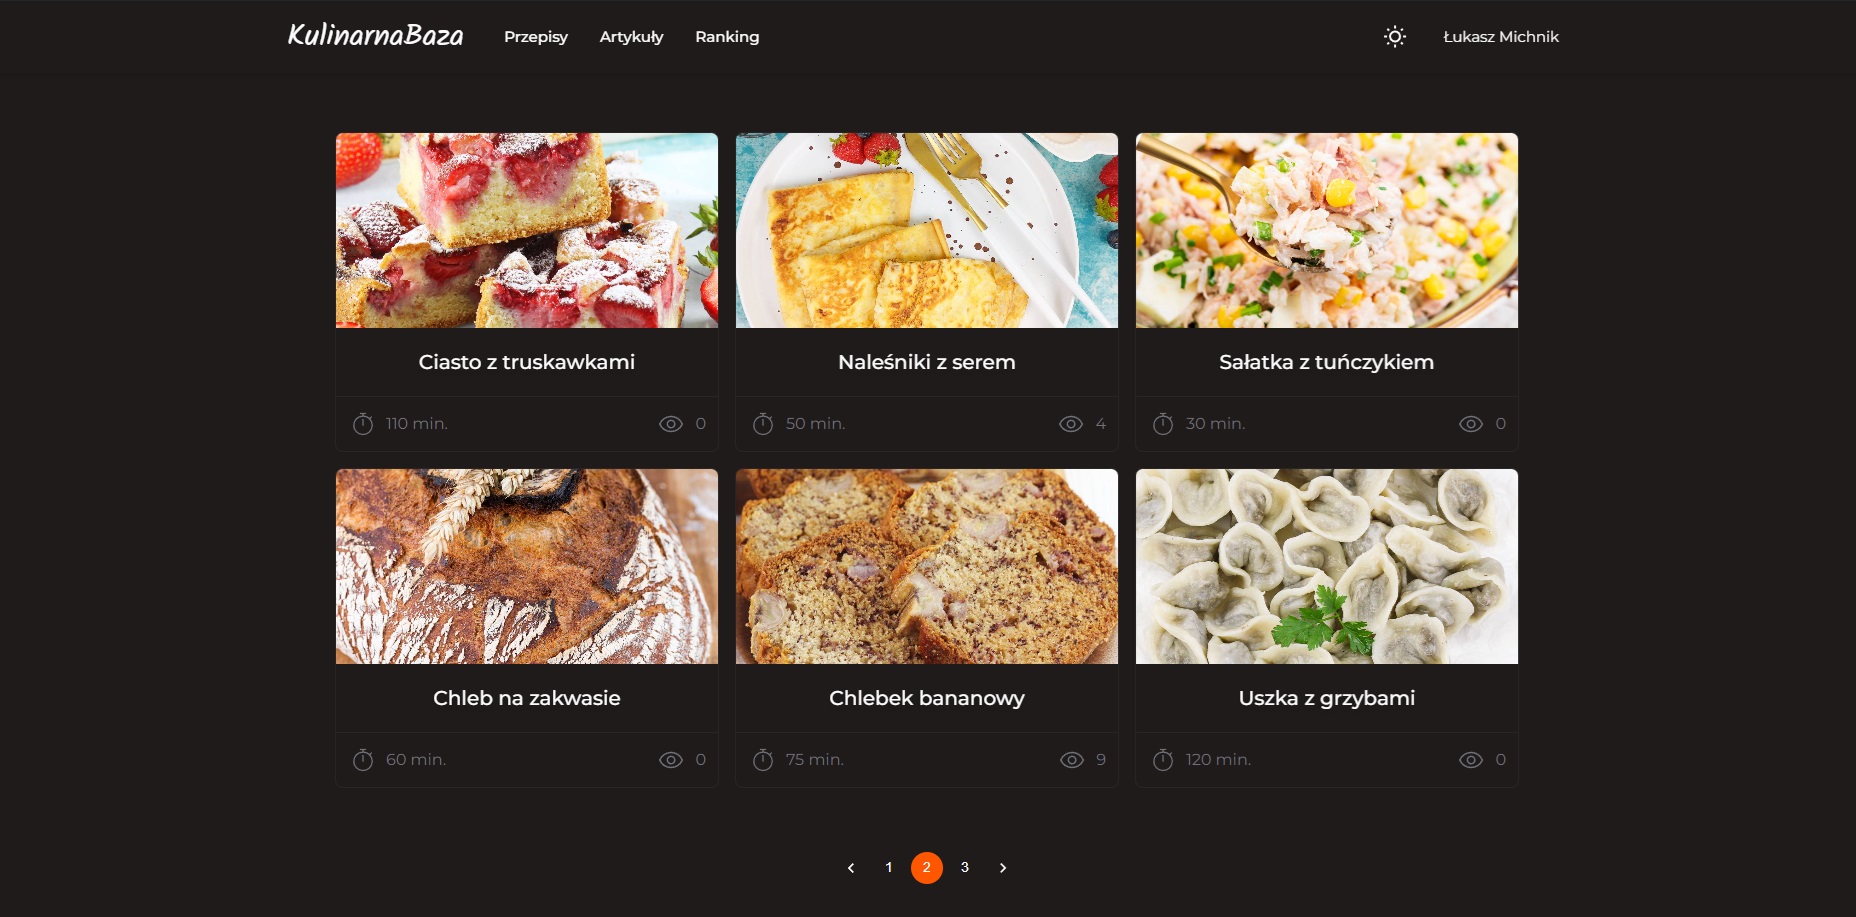 KulinarnaBaza Przepisy Artykuły Ranking Łukasz Michnik
Ciasto z truskawkami
110 min. 0
Naleśniki z serem
50 min. 4
Sałatka z tuńczykiem
30 min. 0
Chleb na zakwasie
60 min. 0
Chlebek bananowy
75 min. 9
Uszka z grzybami
120 min. 0
1 2 3